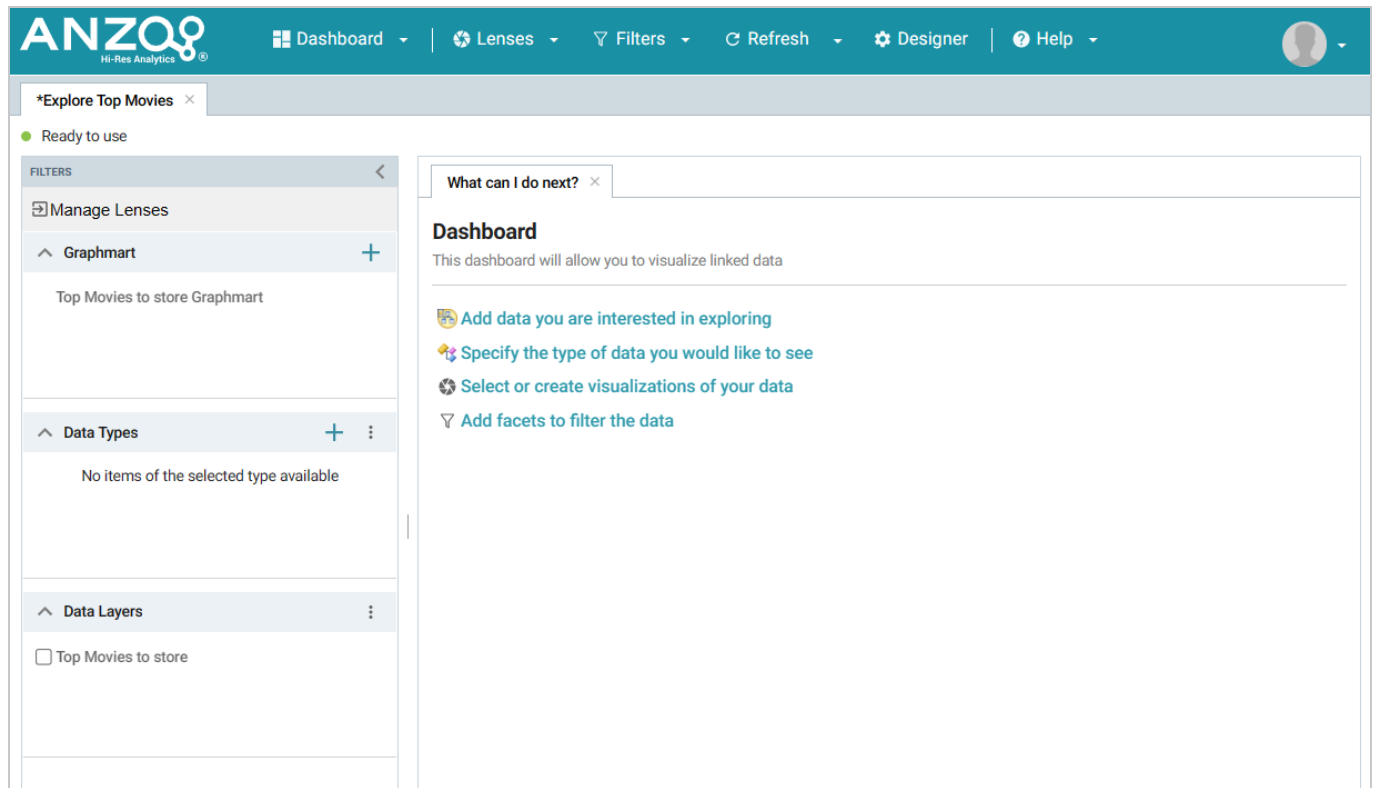 ANZO
Hi-Res Analytics ®
Dashboard Lenses Filters Refresh Designer Help
*Explore Top Movies
Ready to use
FILTERS
Manage Lenses
Graphmart
Top Movies to store Graphmart
Data Types
No items of the selected type available
Data Layers
Top Movies to store
What can I do next?
Dashboard
This dashboard will allow you to visualize linked data
Add data you are interested in exploring
Specify the type of data you would like to see
Select or create visualizations of your data
Add facets to filter the data